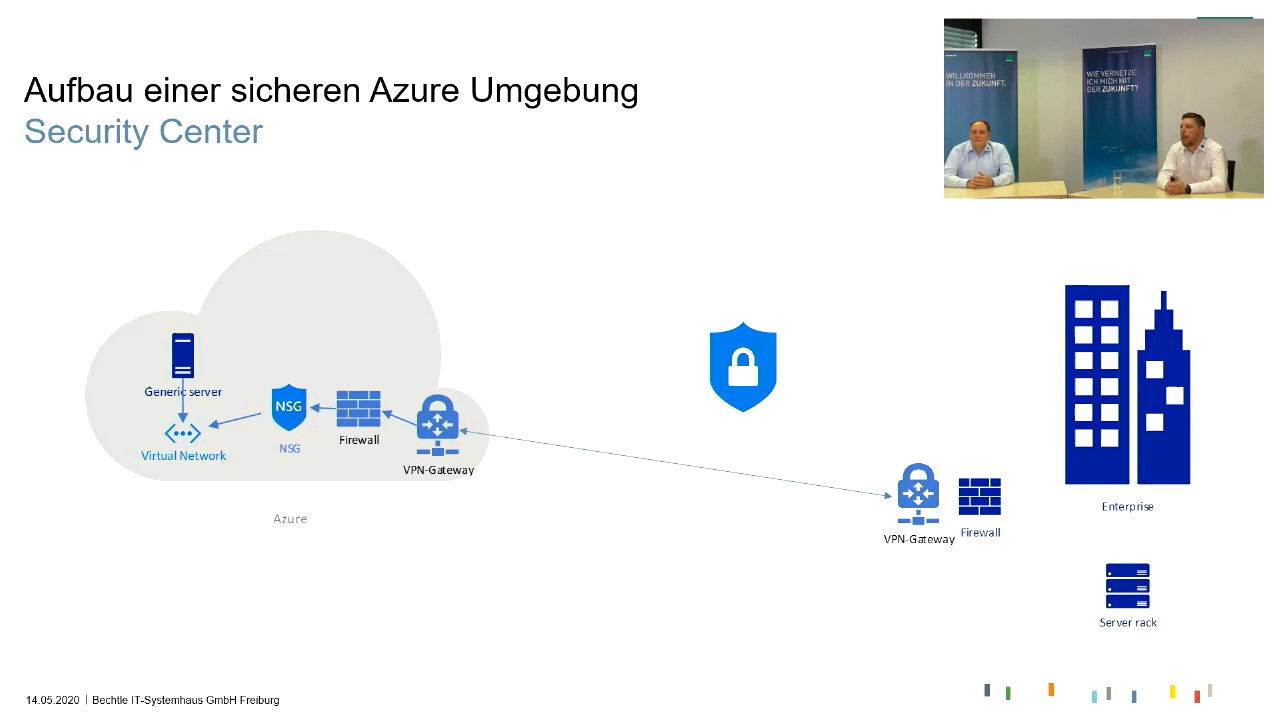 Aufbau einer sicheren Azure Umgebung
Security Center
WILLKOMMEN
IN DER ZUKUNFT.
WIE VERNETZE
ICH MICH MIT
DER ZUKUNFT?
Generic server
Virtual Network
NSG
NSG
Firewall
VPN-Gateway
Azure
VPN-Gateway
Firewall
Enterprise
Server rack
14.05.2020 | Bechtle IT-Systemhaus GmbH Freiburg